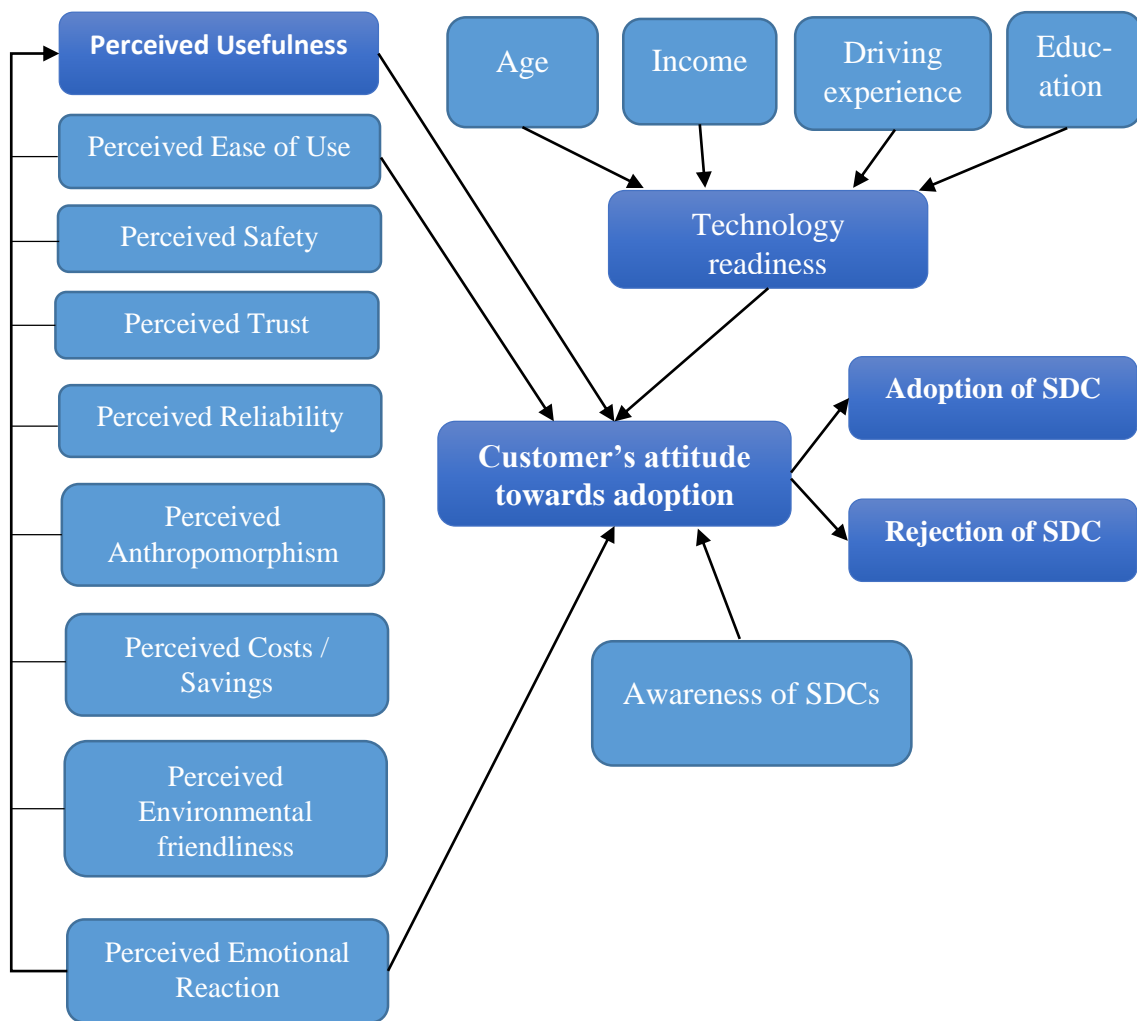 Perceived Usefulness
Perceived Ease of Use
Perceived Safety
Perceived Trust
Perceived Reliability
Perceived
Anthropomorphism
Perceived Costs /
Savings
Perceived
Environmental
friendliness
Perceived Emotional
Reaction
Age
Income
Driving
experience
Educ-
ation
Technology
readiness
Customer’s attitude
towards adoption
Adoption of SDC
Rejection of SDC
Awareness of SDCs